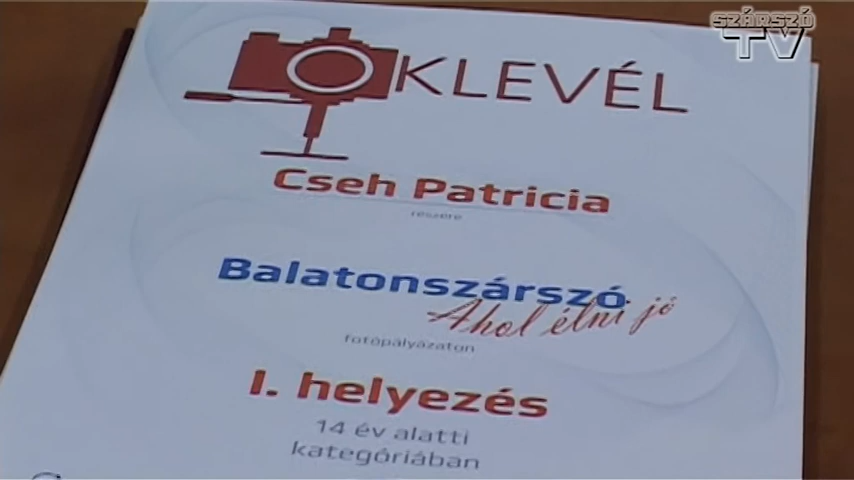 SZÁRSZÓ
TV
OKLEVÉL
Cseh Patricia
részére
Balatonszárszó
Ahol élni jó
fotópályázaton
I. helyezés
14 év alatti
kategóriában